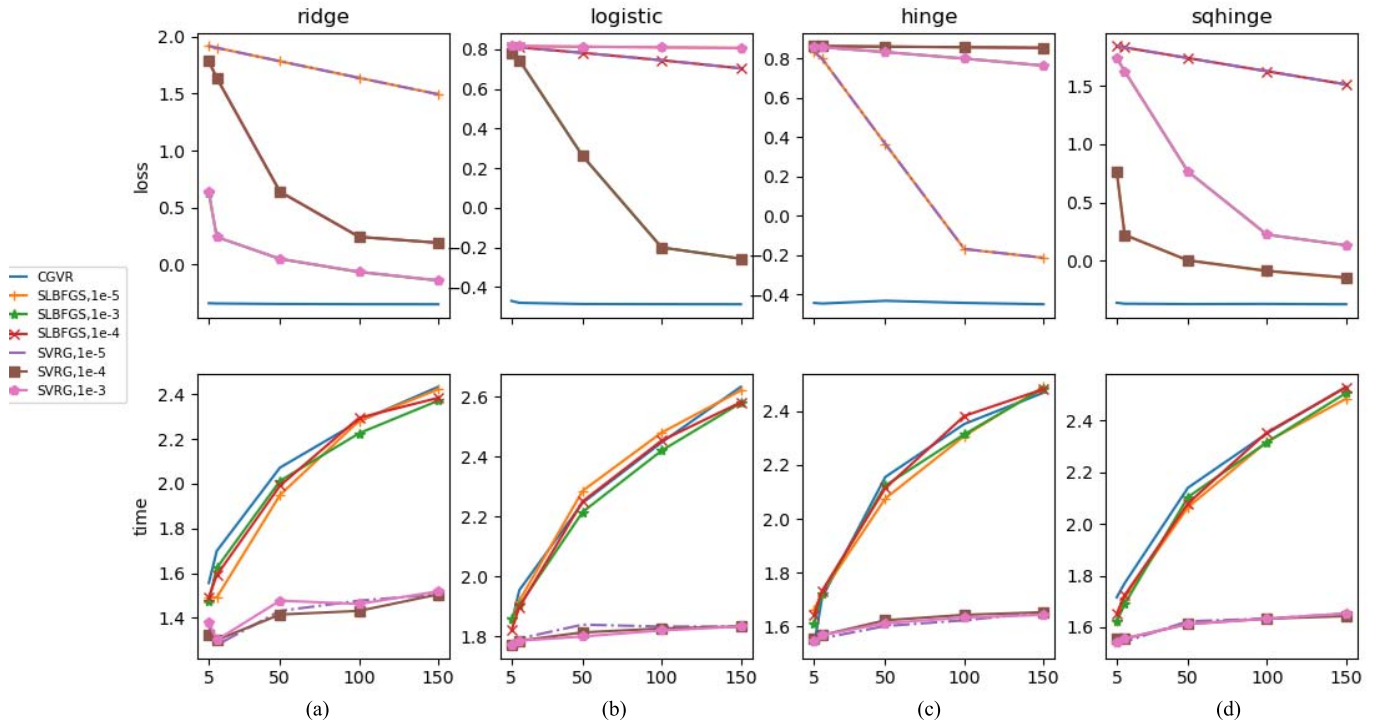 ridge
logistic
hinge
sqhinge
loss
2.0
1.5
1.0
0.5
0.0
0.8
0.6
0.4
0.2
0.0
−0.2
−0.4
0.8
0.6
0.4
0.2
0.0
−0.2
−0.4
1.5
1.0
0.5
0.0
CGVR
SLBFGS,1e-5
SLBFGS,1e-3
SLBFGS,1e-4
SVRG,1e-5
SVRG,1e-4
SVRG,1e-3
time
2.4
2.2
2.0
1.8
1.6
1.4
2.6
2.4
2.2
2.0
1.8
2.4
2.2
2.0
1.8
1.6
2.4
2.2
2.0
1.8
1.6
5 50 100 150
5 50 100 150
5 50 100 150
5 50 100 150
(a) (b) (c) (d)